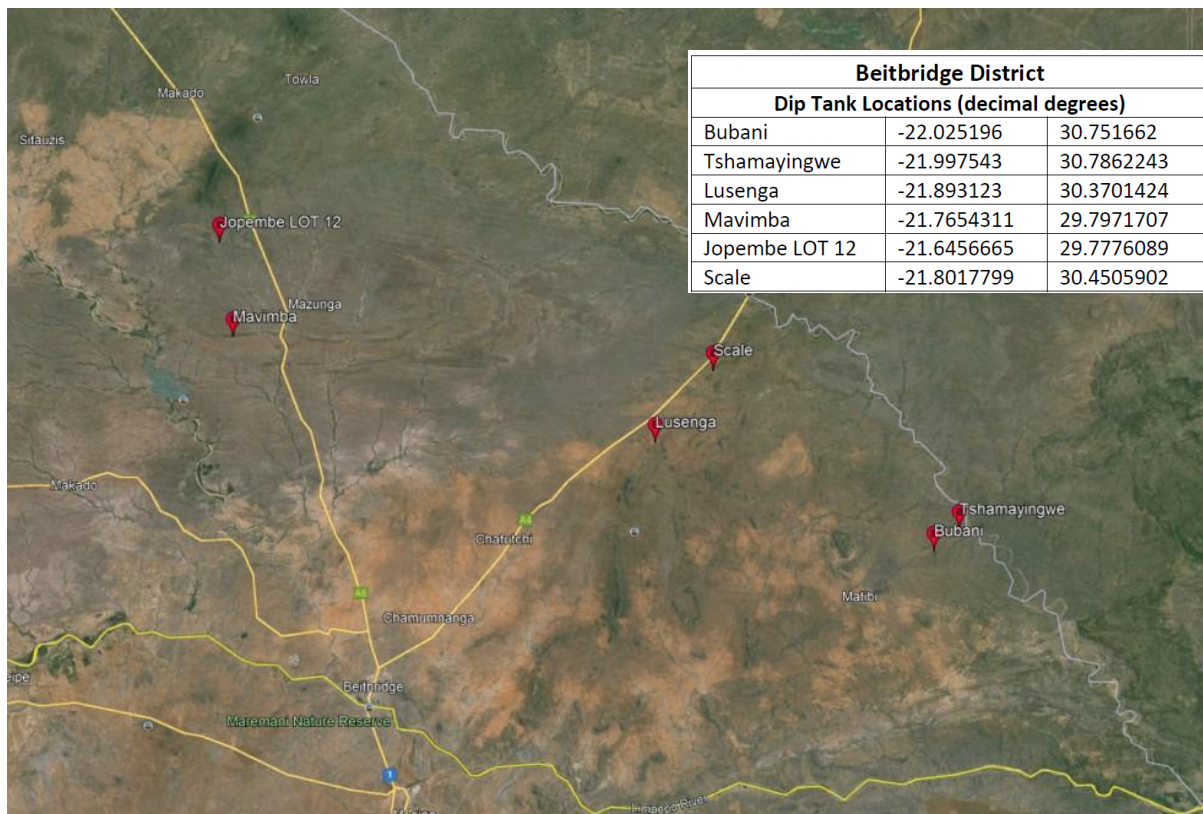 Towla
Makado
Sitauzis
Beitbridge District
Dip Tank Locations (decimal degrees)
Bubani -22.025196 30.751662
Tshamayingwe -21.997543 30.7862243
Lusenga -21.893123 30.3701424
Mavimba -21.7654311 29.7971707
Jopembe LOT 12 -21.6456665 29.7776089
Scale -21.8017799 30.4505902
Jopembe LOT 12
Mazunga
Mavimba
Scale
Lusenga
Makado
Tshamayingwe
A4
Bubani
Chafutchi
A6
Matibi
Chamumnanga
eipe
Beitbridge
Maremani Nature Reserve
1
Limpopo River